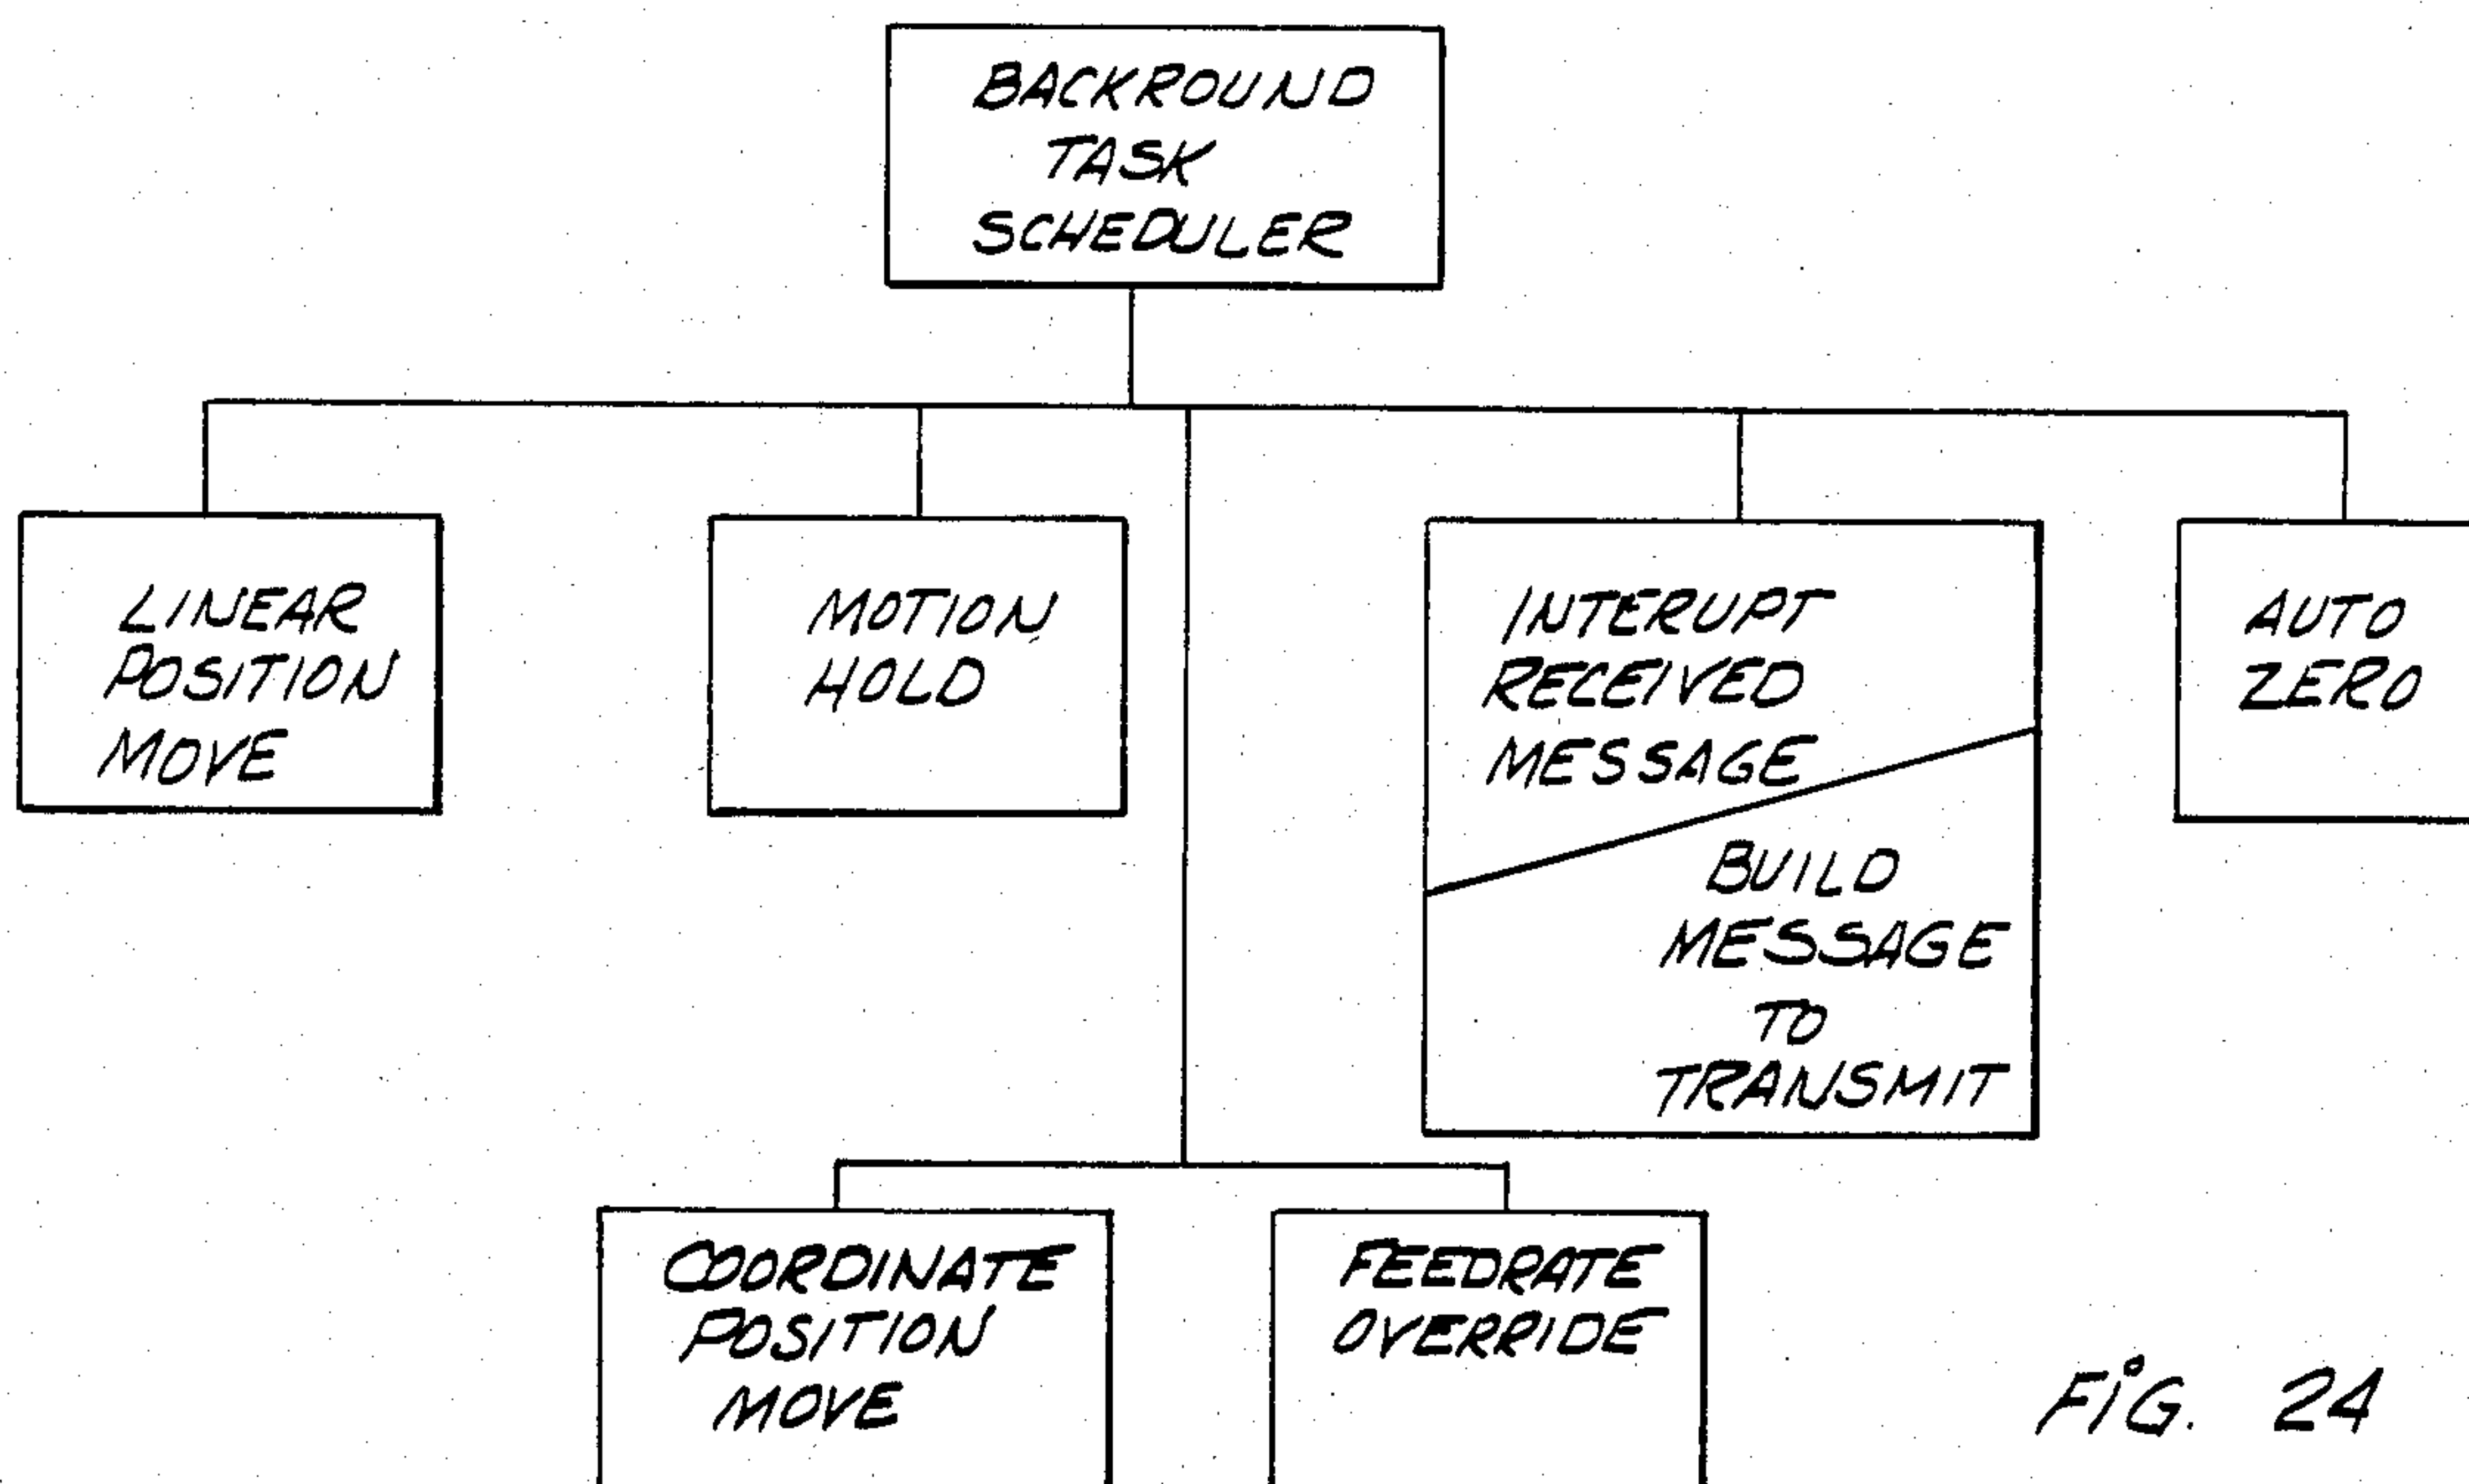 BACKROUND
TASK
SCHEDULER
LINEAR
POSITION
MOVE
MOTION
HOLD
INTERUPT
RECEIVED
MESSAGE
BUILD
MESSAGE
TO
TRANSMIT
AUTO
ZERO
COORDINATE
POSITION
MOVE
FEEDRATE
OVERRIDE
FIG. 24